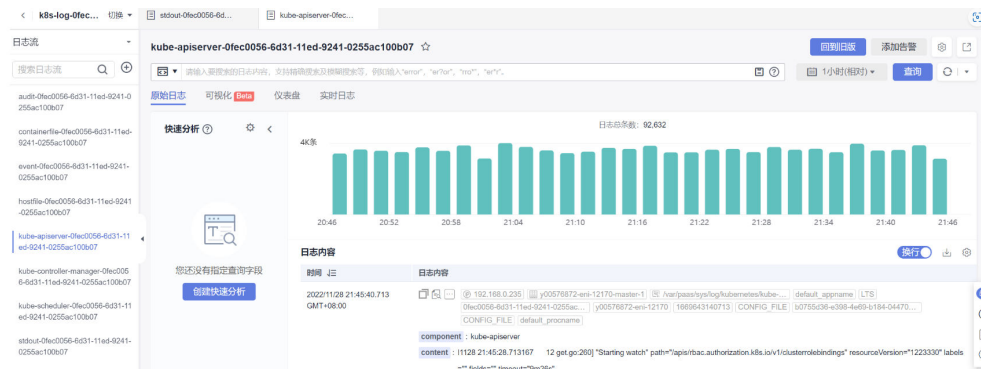 k8s-log-0fec... 切换
stdout-0fec0056-6d...
kube-apiserver-0fec...
日志流
搜索日志流
audit-0fec0056-6d31-11ed-9241-0
255ac100b07
containerfile-0fec0056-6d31-11ed-
9241-0255ac100b07
event-0fec0056-6d31-11ed-9241-
0255ac100b07
hostfile-0fec0056-6d31-11ed-9241
-0255ac100b07
kube-apiserver-0fec0056-6d31-11
ed-9241-0255ac100b07
kube-controller-manager-0fec005
6-6d31-11ed-9241-0255ac100b07
kube-scheduler-0fec0056-6d31-11
ed-9241-0255ac100b07
stdout-0fec0056-6d31-11ed-9241-
0255ac100b07
kube-apiserver-0fec0056-6d31-11ed-9241-0255ac100b07
回到旧版 添加告警
请输入要搜索的日志内容，支持精确搜索及模糊搜索等，例如输入"error"，"er?or"，"rro*"，"er*r"。
1小时(相对) 查询
原始日志 可视化 Beta 仪表盘 实时日志
快速分析
您还没有指定查询字段
创建快速分析
日志总条数：92,632
4K条
20:46 20:52 20:58 21:04 21:10 21:16 21:22 21:28 21:34 21:40 21:46
日志内容
换行
时间 日志内容
2022/11/28 21:45:40.713
GMT+08:00
192.168.0.235 y00576872-eni-12170-master-1 /var/paas/sys/log/kubernetes/kube-... default_appname LTS
0fec0056-6d31-11ed-9241-0255ac... y00576872-eni-12170 1669643140713 CONFIG_FILE b0755d36-e398-4e69-b184-04470...
CONFIG_FILE default_procname
component : kube-apiserver
content : I1128 21:45:28.713167 12 get.go:260] "Starting watch" path="/apis/rbac.authorization.k8s.io/v1/clusterrolebindings" resourceVersion="1223330" labels
="" fields="" timeout="9m26s"